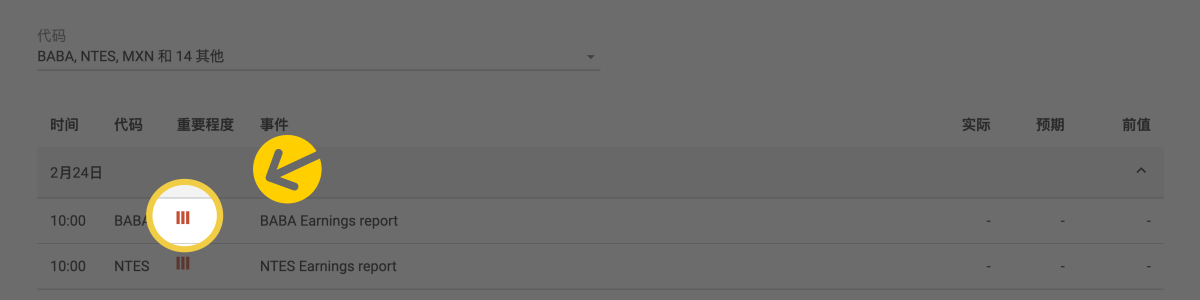 代码
BABA, NTES, MXN 和 14 其他
时间 代码 重要程度 事件 实际 预期 前值
2月24日
10:00 BABA BABA Earnings report - - -
10:00 NTES NTES Earnings report - - -